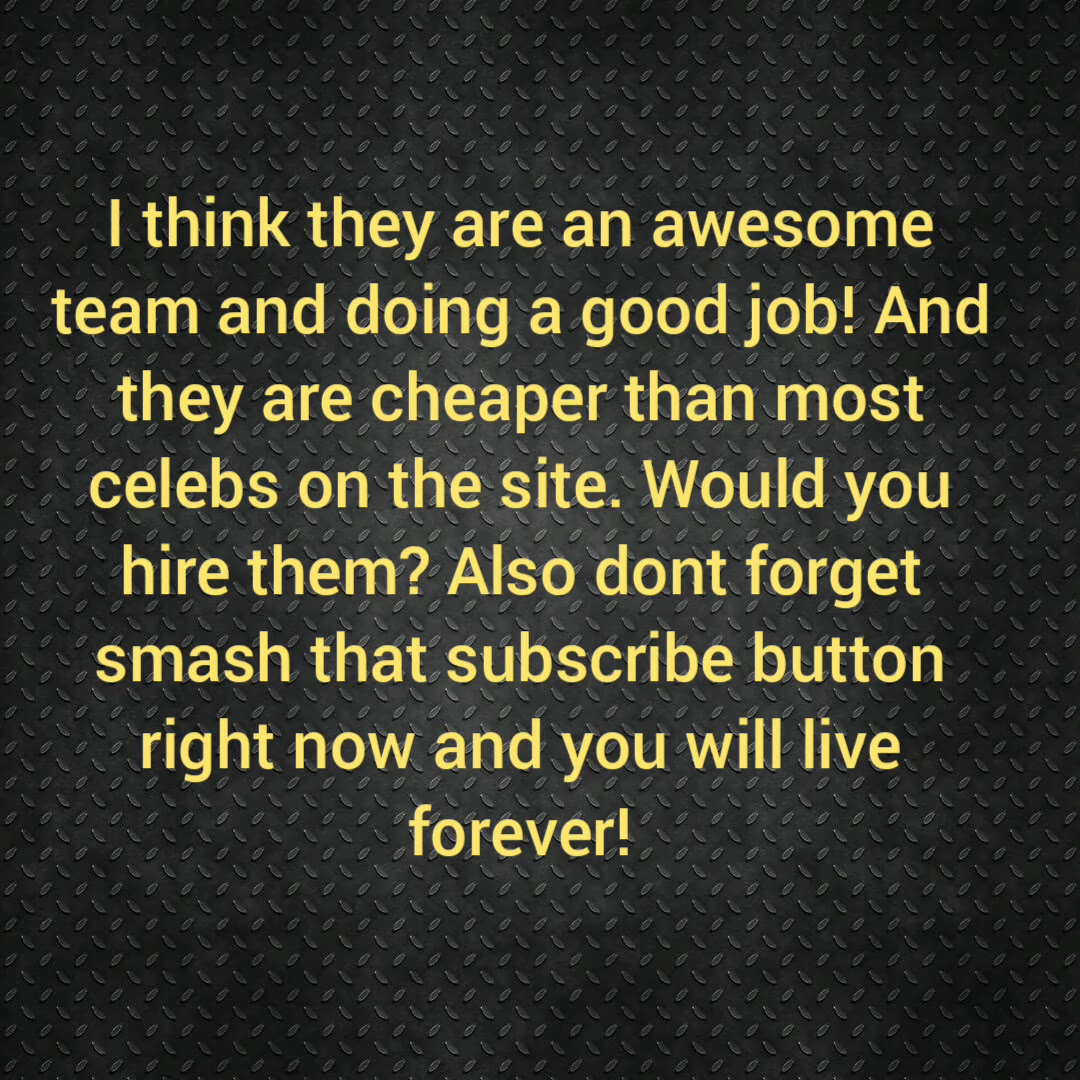 I think they are an awesome
team and doing a good job! And
they are cheaper than most
celebs on the site. Would you
hire them? Also dont forget
smash that subscribe button
right now and you will live
forever!